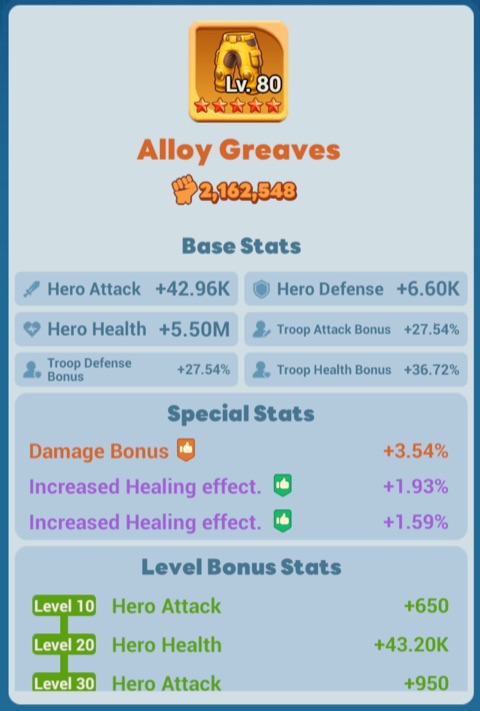 Lv. 80
Alloy Greaves
2,162,548
Base Stats
Hero Attack +42.96K
Hero Defense +6.60K
Hero Health +5.50M
Troop Attack Bonus +27.54%
Troop Defense
Bonus +27.54%
Troop Health Bonus +36.72%
Special Stats
Damage Bonus +3.54%
Increased Healing effect. +1.93%
Increased Healing effect. +1.59%
Level Bonus Stats
Level 10 Hero Attack +650
Level 20 Hero Health +43.20K
Level 30 Hero Attack +950